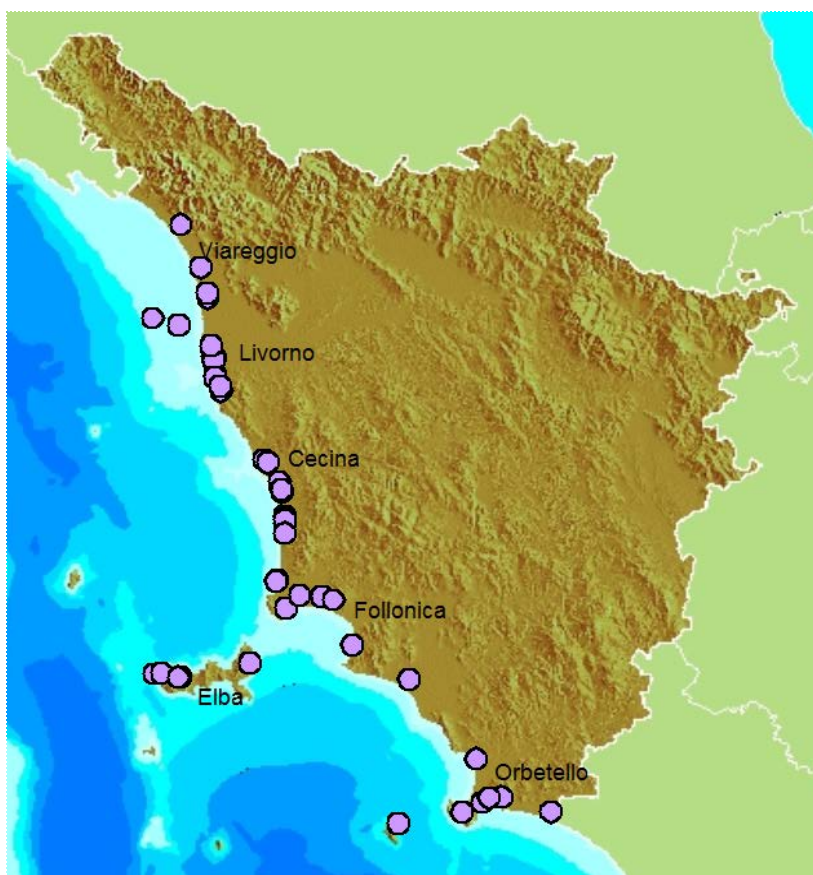 Viareggio
Livorno
Cecina
Follonica
Elba
Orbetello